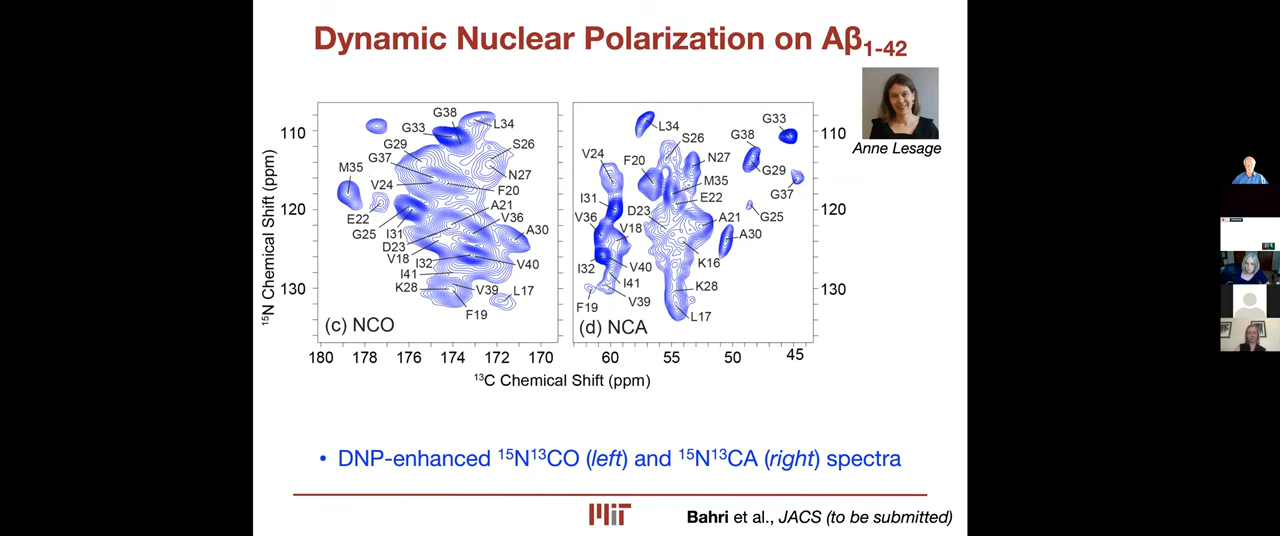 Dynamic Nuclear Polarization on Aβ1-42
Anne Lesage
15N Chemical Shift (ppm)
110
120
130
G38
G33
L34
G29
G37
S26
M35
N27
V24
F20
E22
A21
G25
I31
V36
A30
D23
V18
I32
V40
I41
K28
V39
L17
F19
(c) NCO
180
178
176
174
172
170
L34
S26
G38
G33
V24
F20
N27
G29
M35
G37
I31
E22
D23
G25
V36
V18
A21
A30
I32
V40
K16
I41
K28
F19
V39
L17
(d) NCA
110
120
130
60
55
50
45
13C Chemical Shift (ppm)
• DNP-enhanced 15N13CO (left) and 15N13CA (right) spectra
MIT
Bahri et al., JACS (to be submitted)